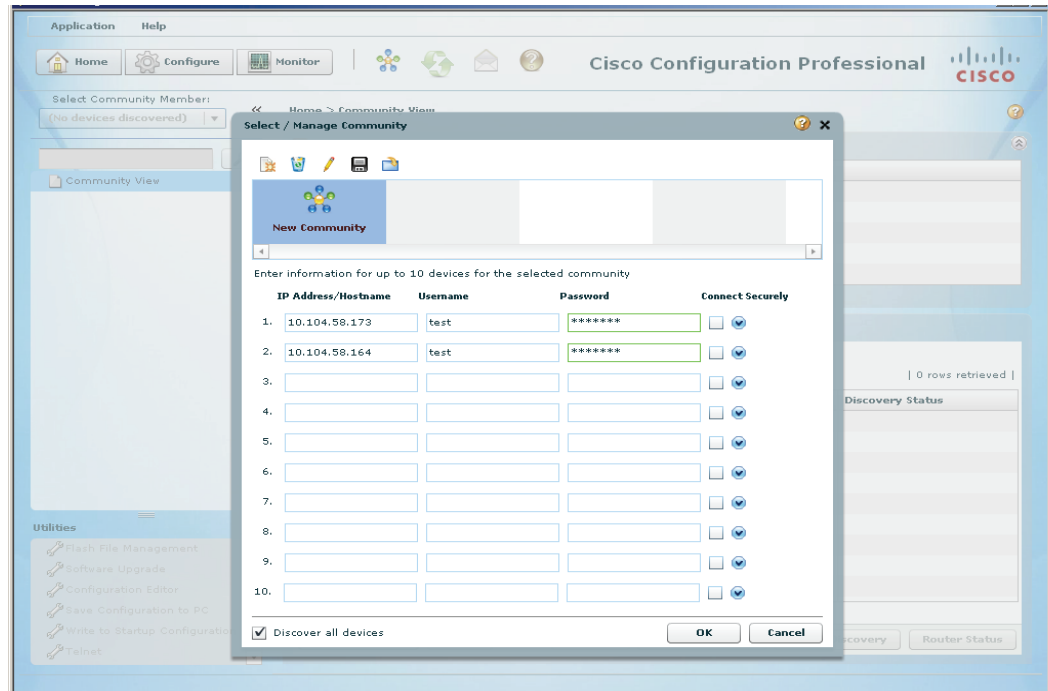 Application Help
Home Configure Monitor Cisco Configuration Professional CISCO
Select Community Member:
(No devices discovered)
« Home > Community View
Community View
Select / Manage Community
New Community
Enter information for up to 10 devices for the selected community
IP Address/Hostname Username Password Connect Securely
1. 10.104.58.173 test *******
2. 10.104.58.164 test *******
3.
4.
5.
6.
7.
8.
9.
10.
Discover all devices OK Cancel
| 0 rows retrieved |
Discovery Status
Utilities
Flash File Management
Software Upgrade
Configuration Editor
Save Configuration to PC
Write to Startup Configuratio
Telnet
scovery Router Status